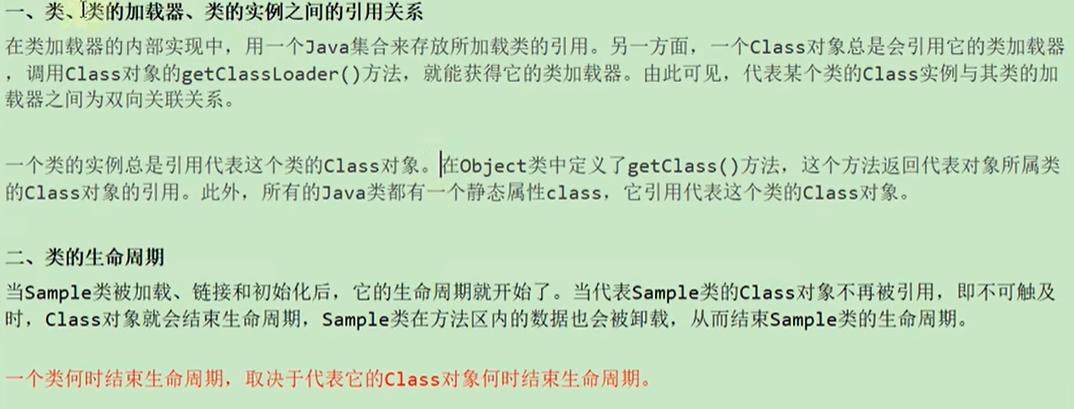 一、类、类的加载器、类的实例之间的引用关系
在类加载器的内部实现中，用一个Java集合来存放所加载类的引用。另一方面，一个Class对象总是会引用它的类加载器
，调用Class对象的getClassLoader()方法，就能获得它的类加载器。由此可见，代表某个类的Class实例与其类的加
载器之间为双向关联关系。
一个类的实例总是引用代表这个类的Class对象。在Object类中定义了getClass()方法，这个方法返回代表对象所属类
的Class对象的引用。此外，所有的Java类都有一个静态属性class，它引用代表这个类的Class对象。
二、类的生命周期
当Sample类被加载、链接和初始化后，它的生命周期就开始了。当代表Sample类的Class对象不再被引用，即不可触及
时，Class对象就会结束生命周期，Sample类在方法区内的数据也会被卸载，从而结束Sample类的生命周期。
一个类何时结束生命周期，取决于代表它的Class对象何时结束生命周期。